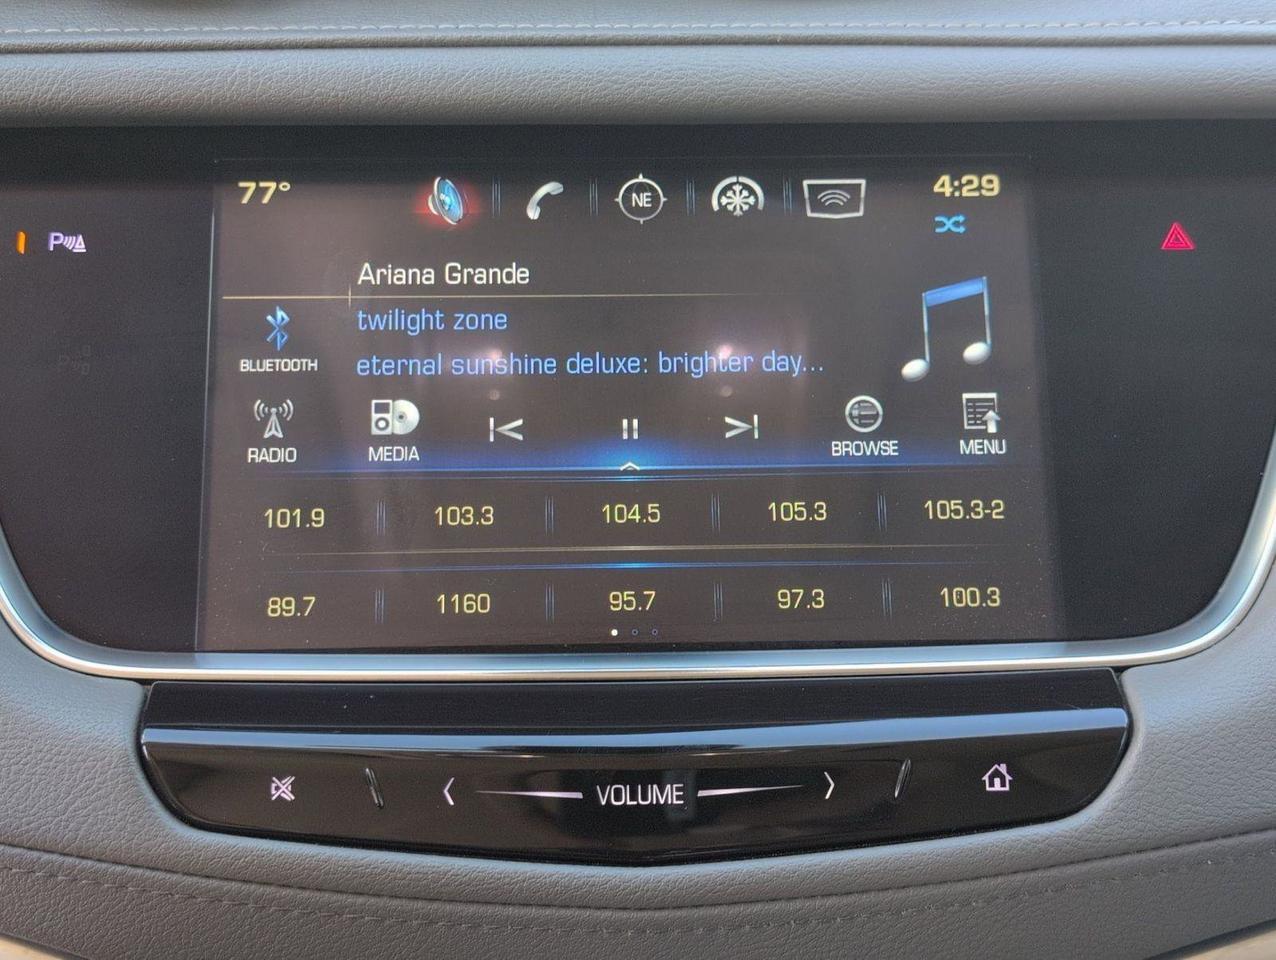 77° NE 4:29
P
Ariana Grande
twilight zone
eternal sunshine deluxe: brighter day...
BLUETOOTH
RADIO MEDIA BROWSE MENU
101.9 103.3 104.5 105.3 105.3-2
89.7 1160 95.7 97.3 100.3
VOLUME